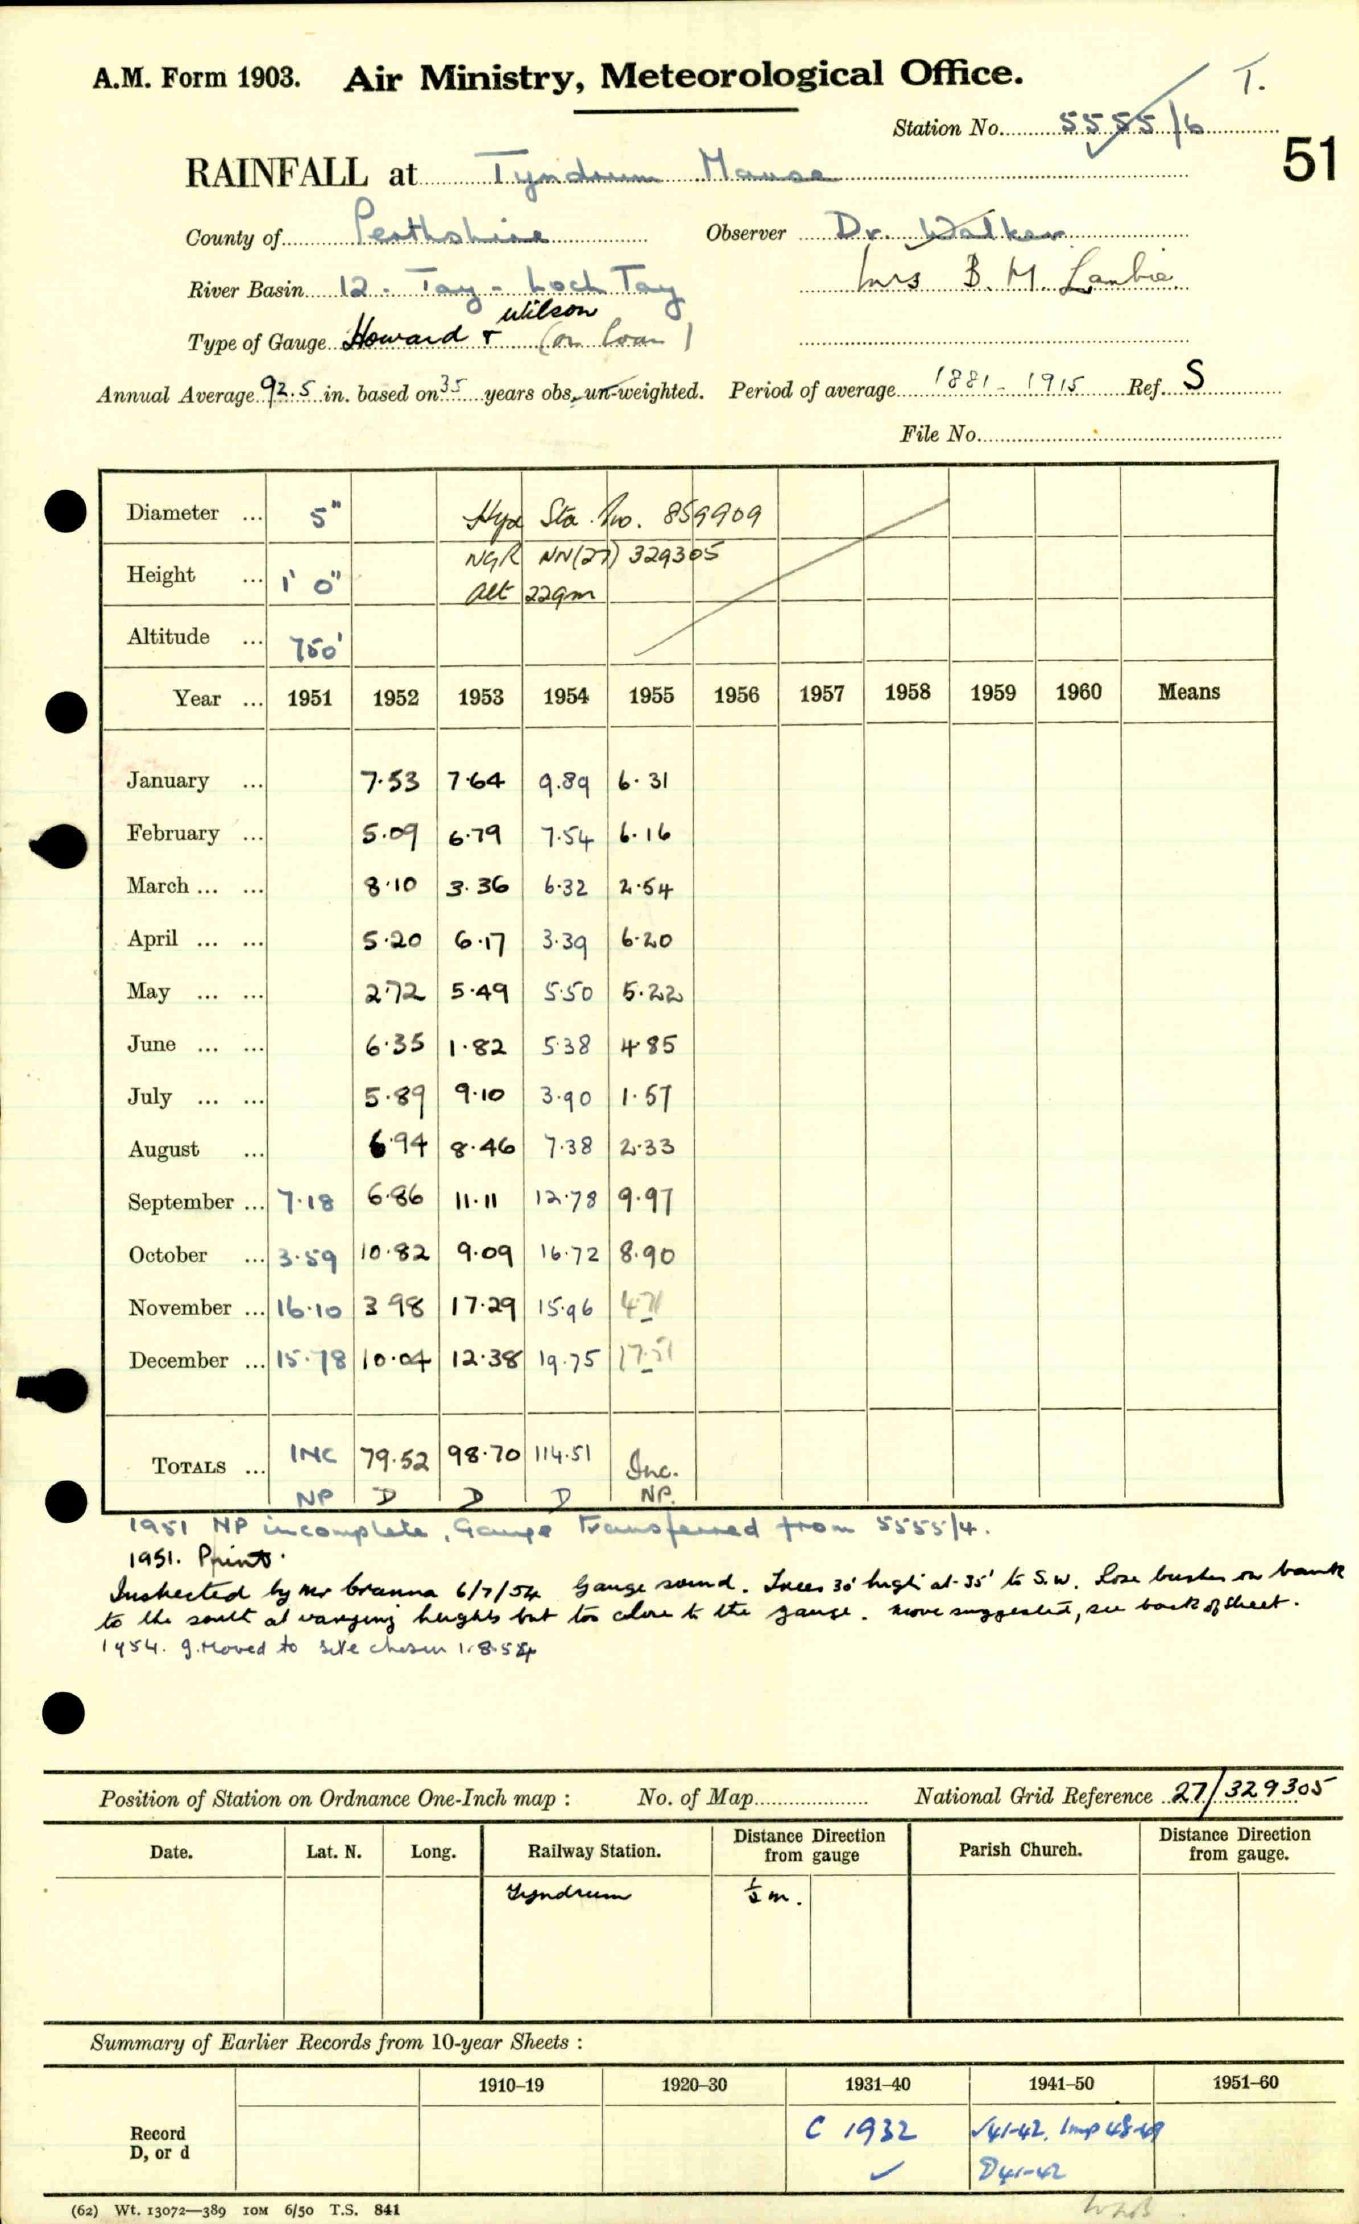 A.M. Form 1903. Air Ministry, Meteorological Office. T.
Station No. 5555/6
51
RAINFALL at Tyndrum Manse
County of Perthshire Observer Dr. Walker
River Basin 12 - Tay - Loch Tay Mrs B. M. Lambie
Type of Gauge Howard & Wilson (on loan)
Annual Average 92.5 in. based on 35 years obs, un-weighted. Period of average 1881 - 1915 Ref. S
File No.
Diameter ... 5" Hyd Sta. No. 859909
Height ... 1' 0" NGR NN(27) 329305
Alt 229m
Altitude ... 750'
Year ... 1951 1952 1953 1954 1955 1956 1957 1958 1959 1960 Means
January ... 7.53 7.64 9.89 6.31
February ... 5.09 6.79 7.54 6.16
March ... ... 8.10 3.36 6.32 2.54
April ... ... 5.20 6.17 3.39 6.20
May ... ... 2.72 5.49 5.50 5.22
June ... ... 6.35 1.82 5.38 4.85
July ... ... 5.89 9.10 3.90 1.57
August ... 6.94 8.46 7.38 2.33
September ... 7.18 6.86 11.11 12.78 9.97
October ... 3.59 10.82 9.09 16.72 8.90
November ... 16.10 3.98 17.29 15.96
December ... 15.78 10.04 12.38 19.75
TOTALS ... INC 79.52 98.70 114.51 Inc.
NP D D D NP.
1951 NP incomplete, Gauge Transferred from 5555/4.
1951. Print.
Inspected by Mr Cranna 6/7/54 Gauge sound. Trees 30' high at 35' to S.W. Rose bushes on bank
to the south at varying heights but too close to the gauge. Move suggested, see back of sheet.
1954. g. moved to site chosen 1.8.54
Position of Station on Ordnance One-Inch map : No. of Map National Grid Reference 27/329305
Date. Lat. N. Long. Railway Station. Distance Direction from gauge Parish Church. Distance Direction from gauge.
Tyndrum ½ m.
Summary of Earlier Records from 10-year Sheets :
1910–19 1920–30 1931–40 1941–50 1951–60
Record D, or d C 1932 ✓ ✓41-42, Imp 48-49
D41-42
(62) Wt. 13072—389 10M 6/50 T.S. 841